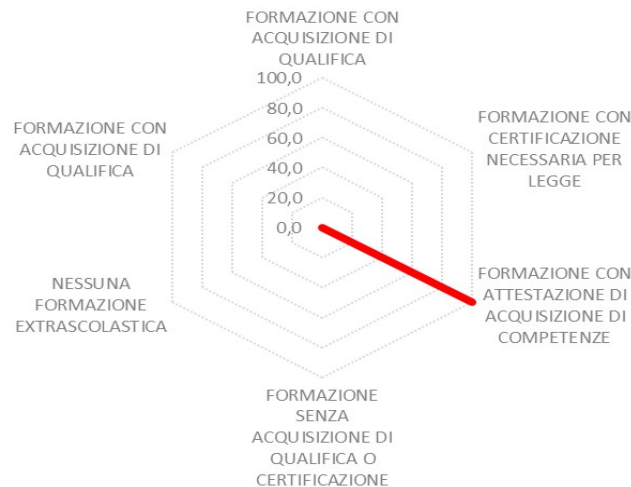 FORMAZIONE CON
ACQUISIZIONE DI
QUALIFICA
100,0
80,0
60,0
40,0
20,0
0,0
FORMAZIONE CON
CERTIFICAZIONE
NECESSARIA PER
LEGGE
FORMAZIONE CON
ATTESTAZIONE DI
ACQUISIZIONE DI
COMPETENZE
FORMAZIONE
SENZA
ACQUISIZIONE DI
QUALIFICA O
CERTIFICAZIONE
NESSUNA
FORMAZIONE
EXTRASCOLASTICA
FORMAZIONE CON
ACQUISIZIONE DI
QUALIFICA